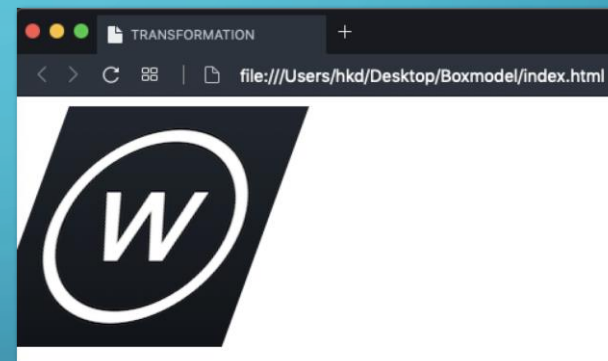 TRANSFORMATION
file:///Users/hkd/Desktop/Boxmodel/index.html
W